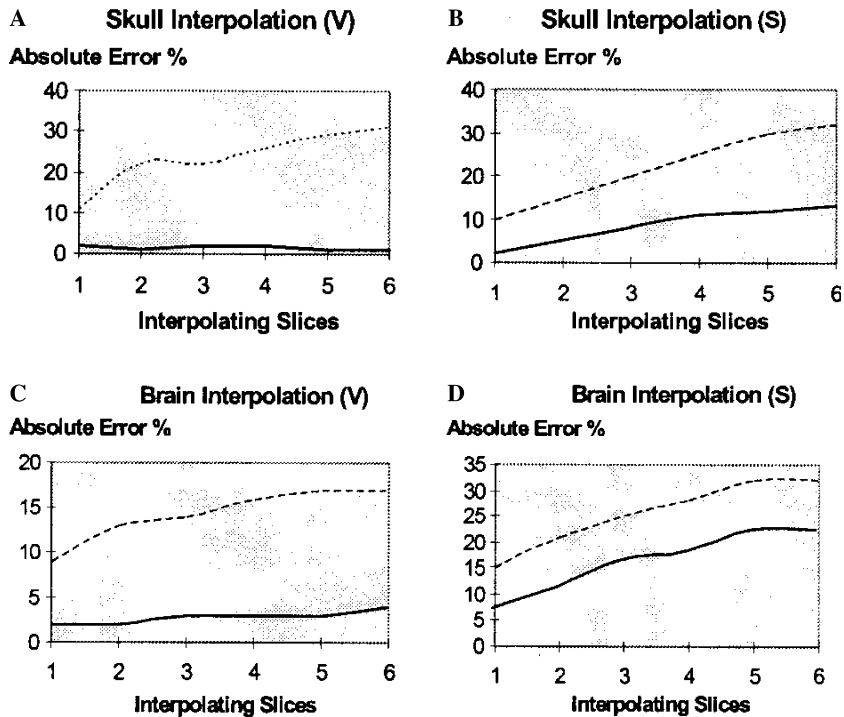 A Skull Interpolation (V)
Absolute Error %
40
30
20
10
0
1 2 3 4 5 6
Interpolating Slices
B Skull Interpolation (S)
Absolute Error %
40
30
20
10
0
1 2 3 4 5 6
Interpolating Slices
C Brain Interpolation (V)
Absolute Error %
20
15
10
5
0
1 2 3 4 5 6
Interpolating Slices
D Brain Interpolation (S)
Absolute Error %
35
30
25
20
15
10
5
0
1 2 3 4 5 6
Interpolating Slices